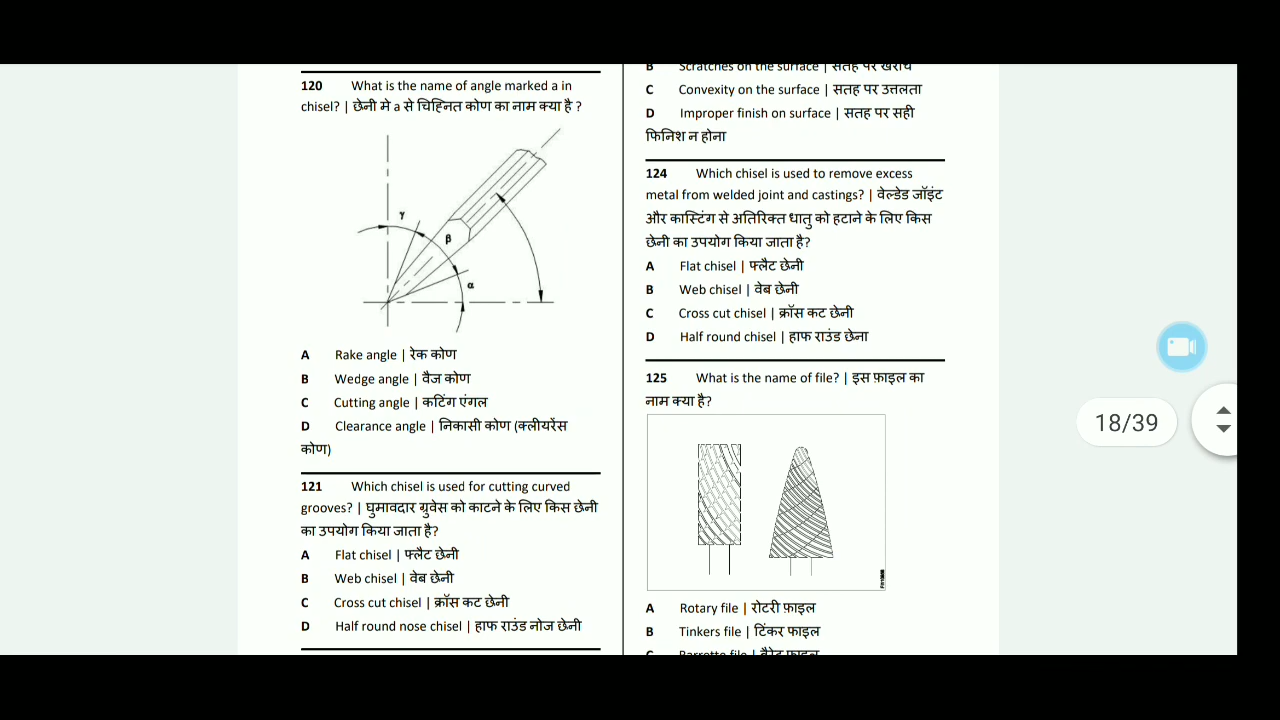 120 What is the name of angle marked a in
chisel? | छेनी मे a से चिह्नित कोण का नाम क्या है ?
γ
β
α
A Rake angle | रेक कोण
B Wedge angle | वैज कोण
C Cutting angle | कटिंग एंगल
D Clearance angle | निकासी कोण (क्लीयरेंस
कोण)
121 Which chisel is used for cutting curved
grooves? | घुमावदार ग्रुवेस को काटने के लिए किस छेनी
का उपयोग किया जाता है?
A Flat chisel | फ्लैट छेनी
B Web chisel | वेब छेनी
C Cross cut chisel | क्रॉस कट छेनी
D Half round nose chisel | हाफ राउंड नोज छेनी
B Scratches on the surface | सतह पर खरोंच
C Convexity on the surface | सतह पर उत्तलता
D Improper finish on surface | सतह पर सही
फिनिश न होना
124 Which chisel is used to remove excess
metal from welded joint and castings? | वेल्डेड जॉइंट
और कास्टिंग से अतिरिक्त धातु को हटाने के लिए किस
छेनी का उपयोग किया जाता है?
A Flat chisel | फ्लैट छेनी
B Web chisel | वेब छेनी
C Cross cut chisel | क्रॉस कट छेनी
D Half round chisel | हाफ राउंड छेना
125 What is the name of file? | इस फ़ाइल का
नाम क्या है?
A Rotary file | रोटरी फ़ाइल
B Tinkers file | टिंकर फाइल
C Barrette file | बैरेट फाइल
18/39